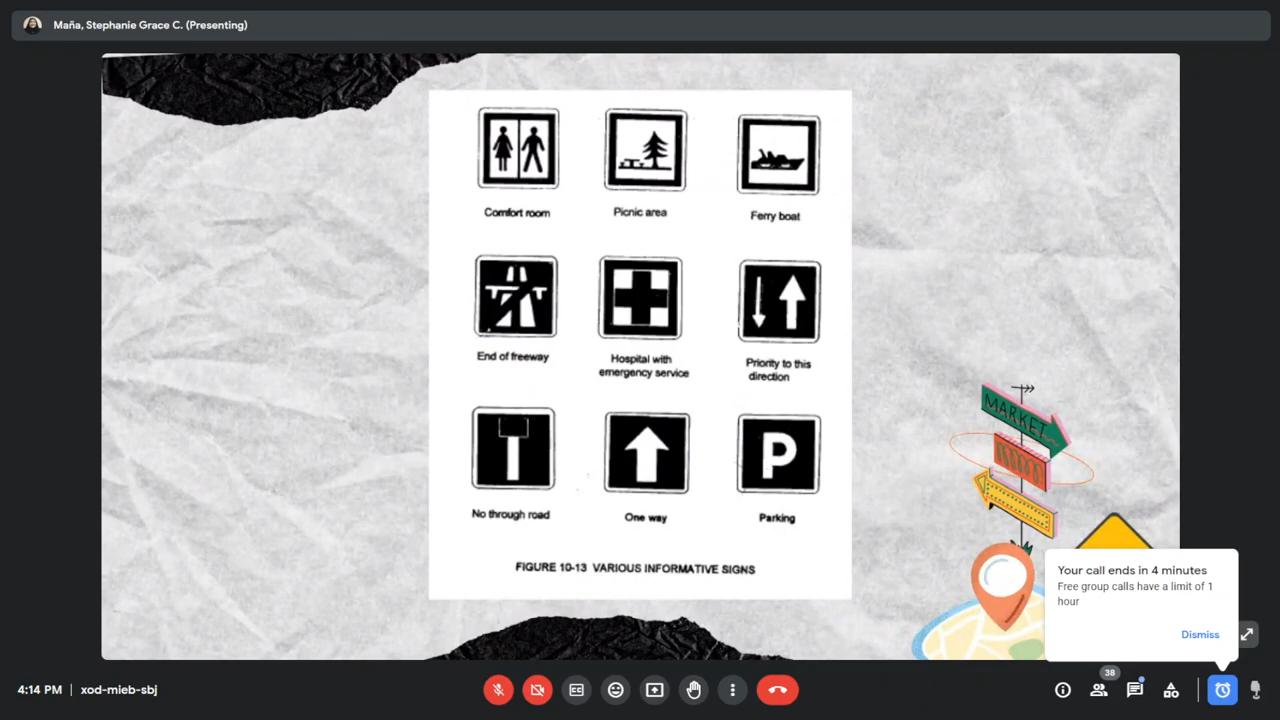 Maña, Stephanie Grace C. (Presenting)
Comfort room
Picnic area
Ferry boat
End of freeway
Hospital with
emergency service
Priority to this
direction
P
No through road
One way
Parking
FIGURE 10-13 VARIOUS INFORMATIVE SIGNS
MARKET
Your call ends in 4 minutes
Free group calls have a limit of 1
hour
Dismiss
4:14 PM | xod-mieb-sbj
CC
38